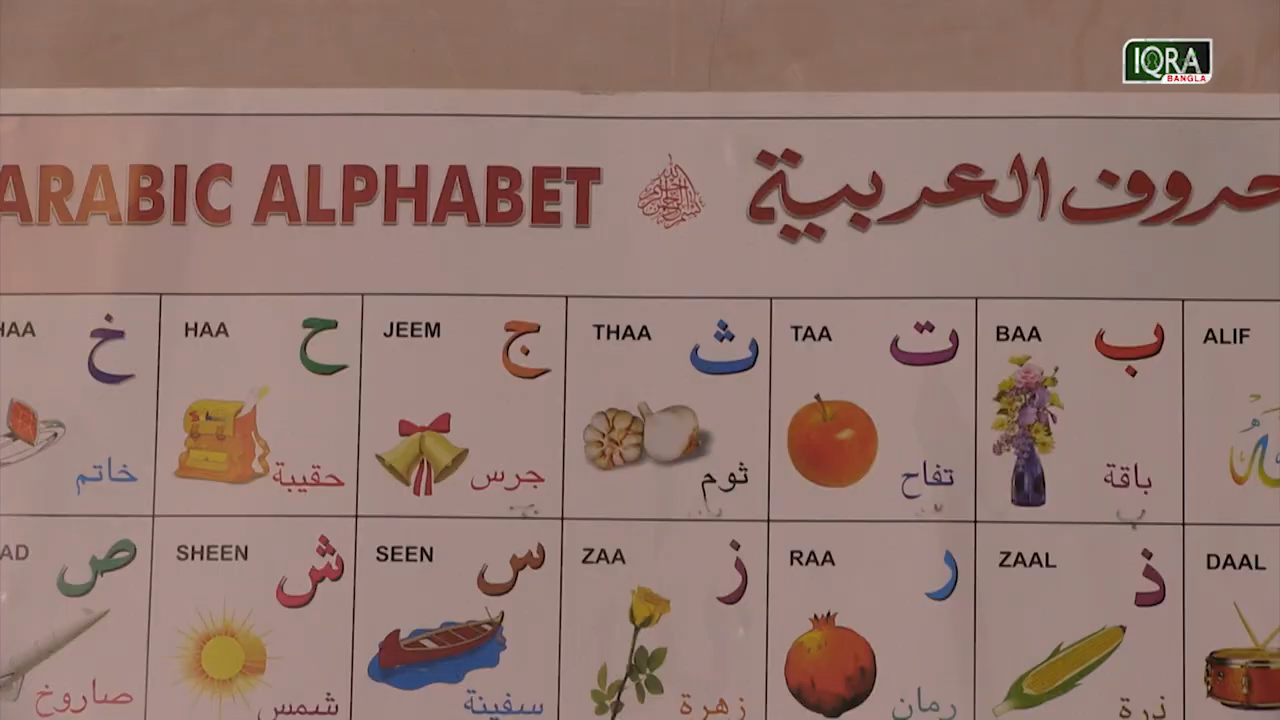 IQRA
BANGLA
ARABIC ALPHABET
حروف العربية
ALIF
BAA ب
باقة
TAA ت
تفاح
THAA ث
ثوم
JEEM ج
جرس
HAA ح
حقيبة
HAA خ
خاتم
DAAL
ZAAL ذ
ذرة
RAA ر
رمان
ZAA ز
زهرة
SEEN س
سفينة
SHEEN ش
شمس
AD ص
صاروخ